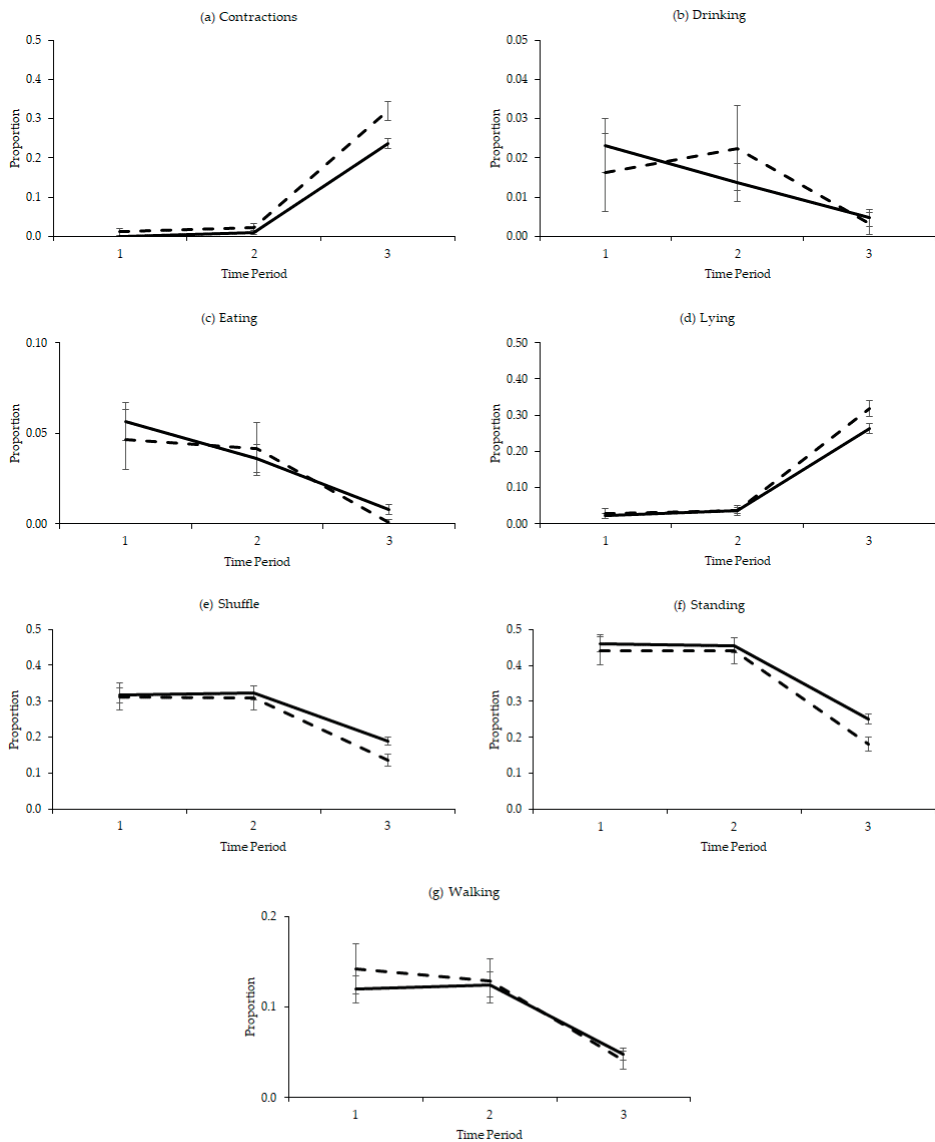 (a) Contractions
0.5
0.4
0.3
0.2
0.1
0.0
Proportion
1 2 3
Time Period
(b) Drinking
0.05
0.04
0.03
0.02
0.01
0.00
Proportion
1 2 3
Time Period
(c) Eating
0.10
0.05
0.00
Proportion
1 2 3
Time Period
(d) Lying
0.50
0.40
0.30
0.20
0.10
0.00
Proportion
1 2 3
Time Period
(e) Shuffle
0.5
0.4
0.3
0.2
0.1
0.0
Proportion
1 2 3
Time Period
(f) Standing
0.5
0.4
0.3
0.2
0.1
0.0
Proportion
1 2 3
Time Period
(g) Walking
0.2
0.1
0.0
Proportion
1 2 3
Time Period